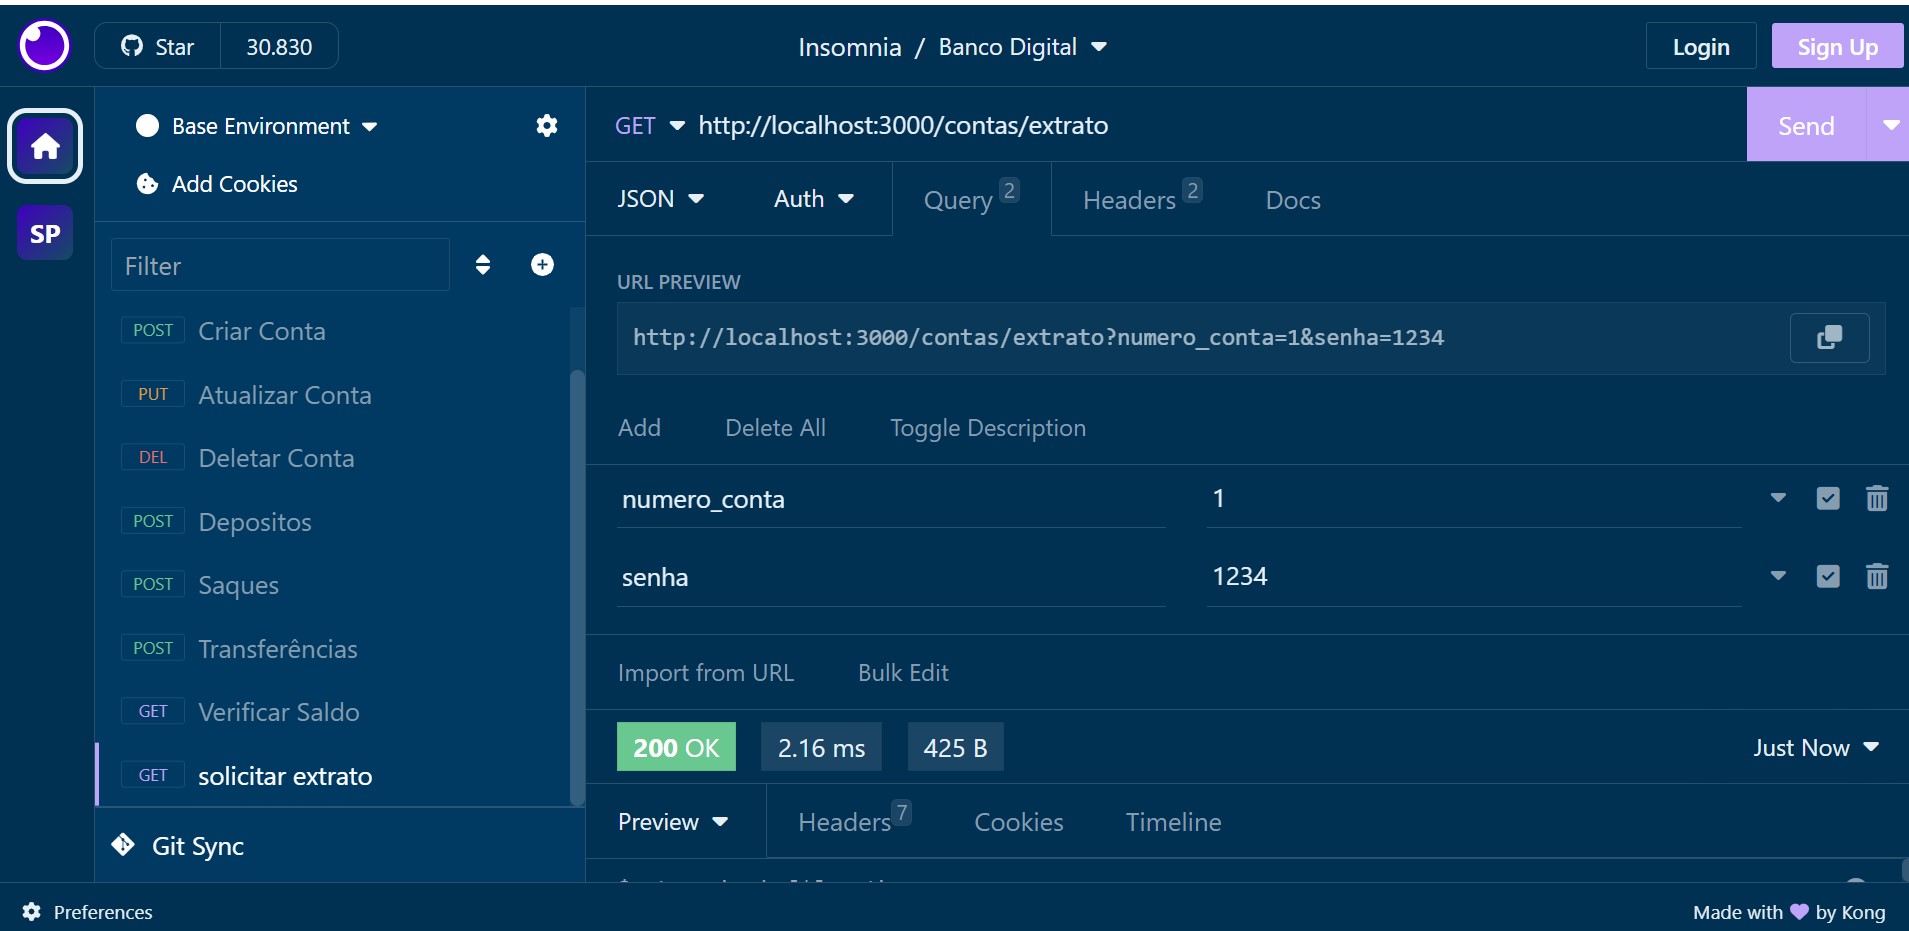 Star 30.830 Insomnia / Banco Digital Login Sign Up
SP
Base Environment
Add Cookies
Filter
POST Criar Conta
PUT Atualizar Conta
DEL Deletar Conta
POST Depositos
POST Saques
POST Transferências
GET Verificar Saldo
GET solicitar extrato
Git Sync
GET http://localhost:3000/contas/extrato Send
JSON Auth Query 2 Headers 2 Docs
URL PREVIEW
http://localhost:3000/contas/extrato?numero_conta=1&senha=1234
Add Delete All Toggle Description
numero_conta 1
senha 1234
Import from URL Bulk Edit
200 OK 2.16 ms 425 B Just Now
Preview Headers 7 Cookies Timeline
Preferences Made with 💜 by Kong